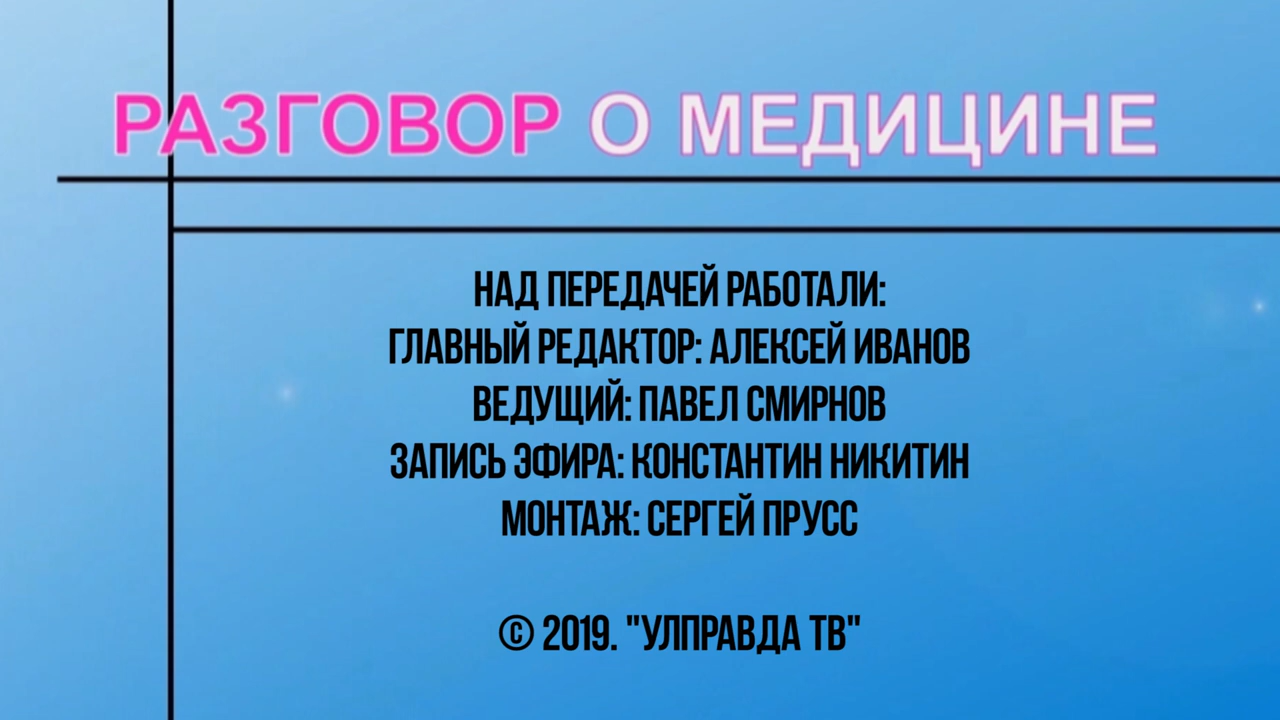 РАЗГОВОР О МЕДИЦИНЕ
НАД ПЕРЕДАЧЕЙ РАБОТАЛИ:
ГЛАВНЫЙ РЕДАКТОР: АЛЕКСЕЙ ИВАНОВ
ВЕДУЩИЙ: ПАВЕЛ СМИРНОВ
ЗАПИСЬ ЭФИРА: КОНСТАНТИН НИКИТИН
МОНТАЖ: СЕРГЕЙ ПРУСС
© 2019. "УЛПРАВДА ТВ"